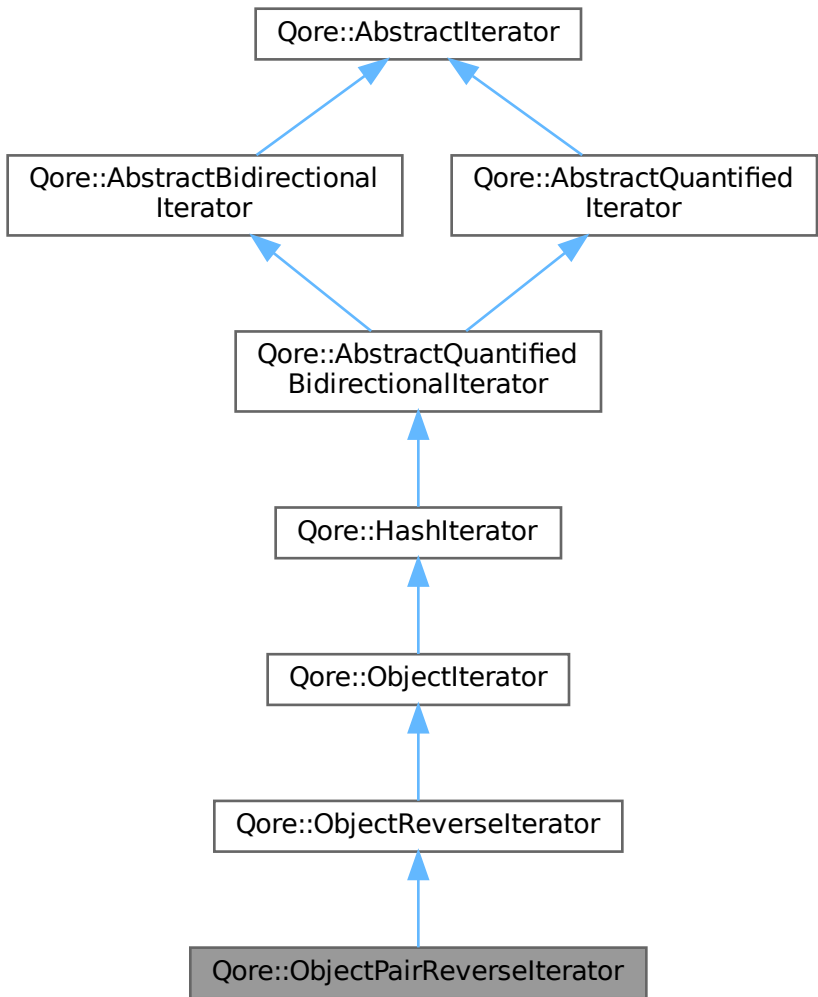 Qore::AbstractIterator
Qore::AbstractBidirectional
Iterator
Qore::AbstractQuantified
Iterator
Qore::AbstractQuantified
BidirectionalIterator
Qore::HashIterator
Qore::ObjectIterator
Qore::ObjectReverseIterator
Qore::ObjectPairReverseIterator